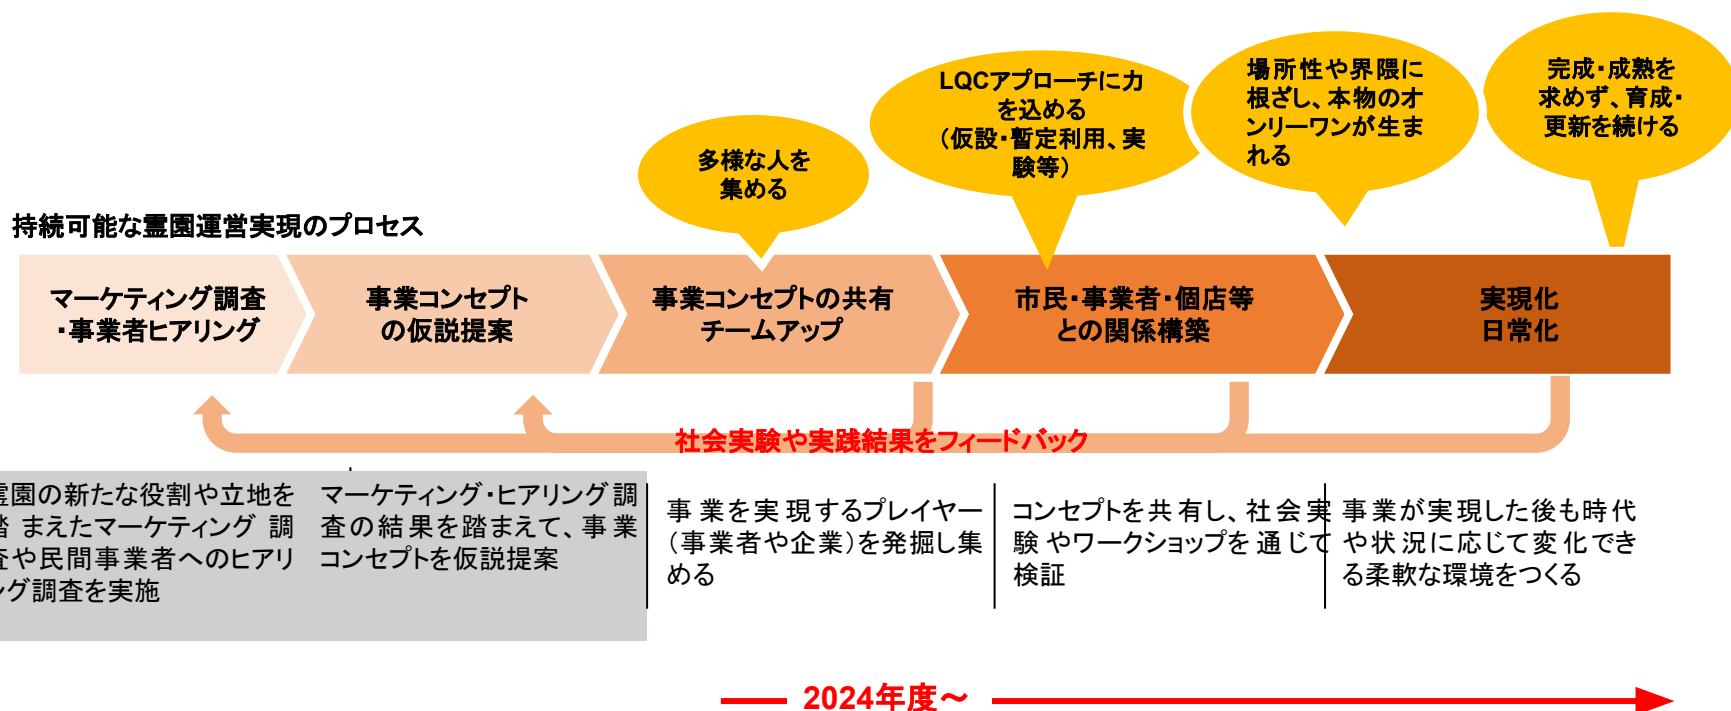 LQCアプローチに力
を込める
(仮設・暫定利用、実
験等)
場所性や界隈に
根ざし、本物のオ
ンリーワンが生ま
れる
完成・成熟を
求めず、育成・
更新を続ける
多様な人を
集める
持続可能な霊園運営実現のプロセス
マーケティング調査
・事業者ヒアリング
事業コンセプト
の仮説提案
事業コンセプトの共有
チームアップ
市民・事業者・個店等
との関係構築
実現化
日常化
社会実験や実践結果をフィードバック
霊園の新たな役割や立地を
踏まえたマーケティング調
査や民間事業者へのヒアリ
ング調査を実施
マーケティング・ヒアリング調
査の結果を踏まえて、事業
コンセプトを仮説提案
事業を実現するプレイヤー
(事業者や企業)を発掘し集
める
コンセプトを共有し、社会実
験やワークショップを通じて
検証
事業が実現した後も時代
や状況に応じて変化でき
る柔軟な環境をつくる
2024年度～